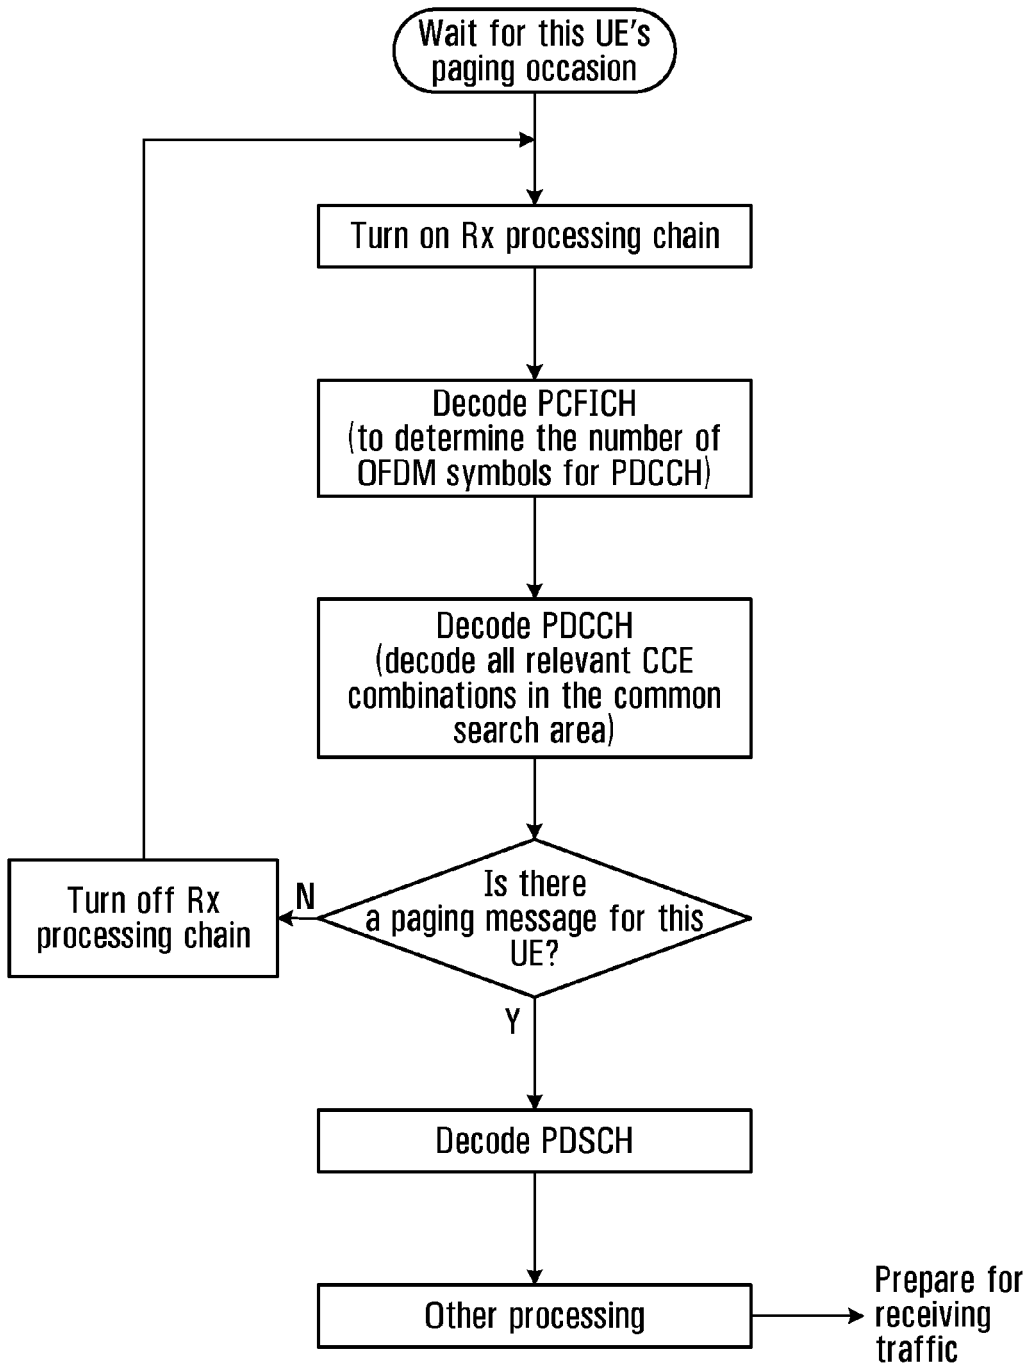 Wait for this UE's
paging occasion
Turn on Rx processing chain
Decode PCFICH
(to determine the number of
OFDM symbols for PDCCH)
Decode PDCCH
(decode all relevant CCE
combinations in the common
search area)
Is there
a paging message for this
UE?
N
Turn off Rx
processing chain
Y
Decode PDSCH
Other processing
Prepare for
receiving
traffic